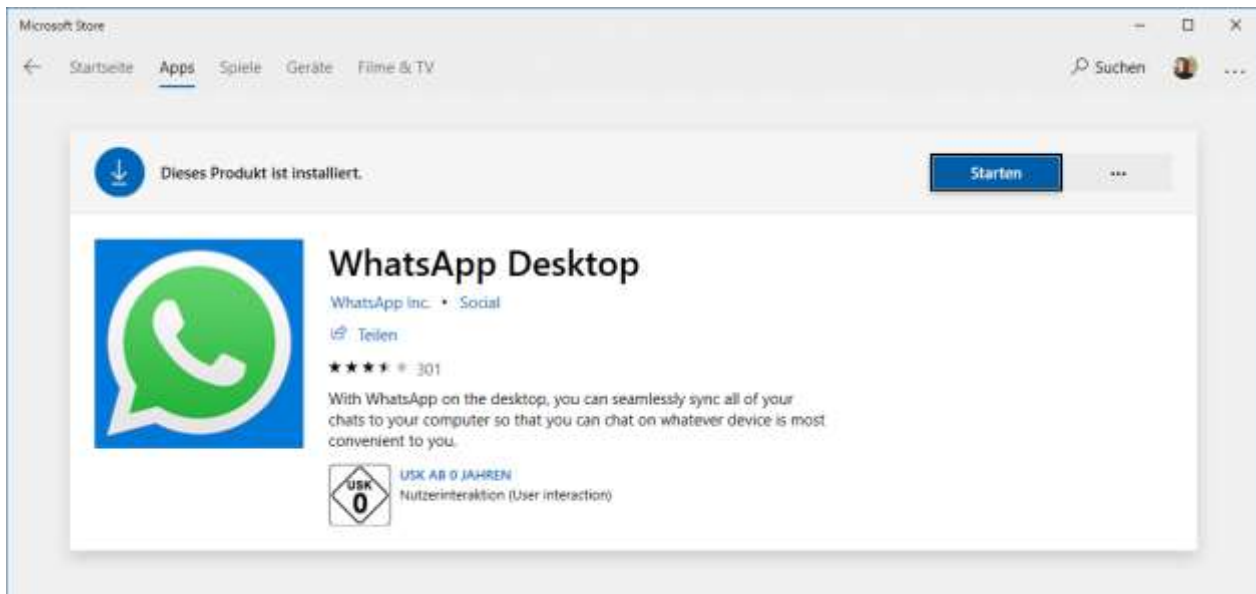 Microsoft Store
Startseite Apps Spiele Geräte Filme & TV Suchen
Dieses Produkt ist installiert. Starten
WhatsApp Desktop
WhatsApp Inc. • Social
Teilen
301
With WhatsApp on the desktop, you can seamlessly sync all of your
chats to your computer so that you can chat on whatever device is most
convenient to you.
USK AB 0 JAHREN
USK
0
Nutzerinteraktion (User interaction)